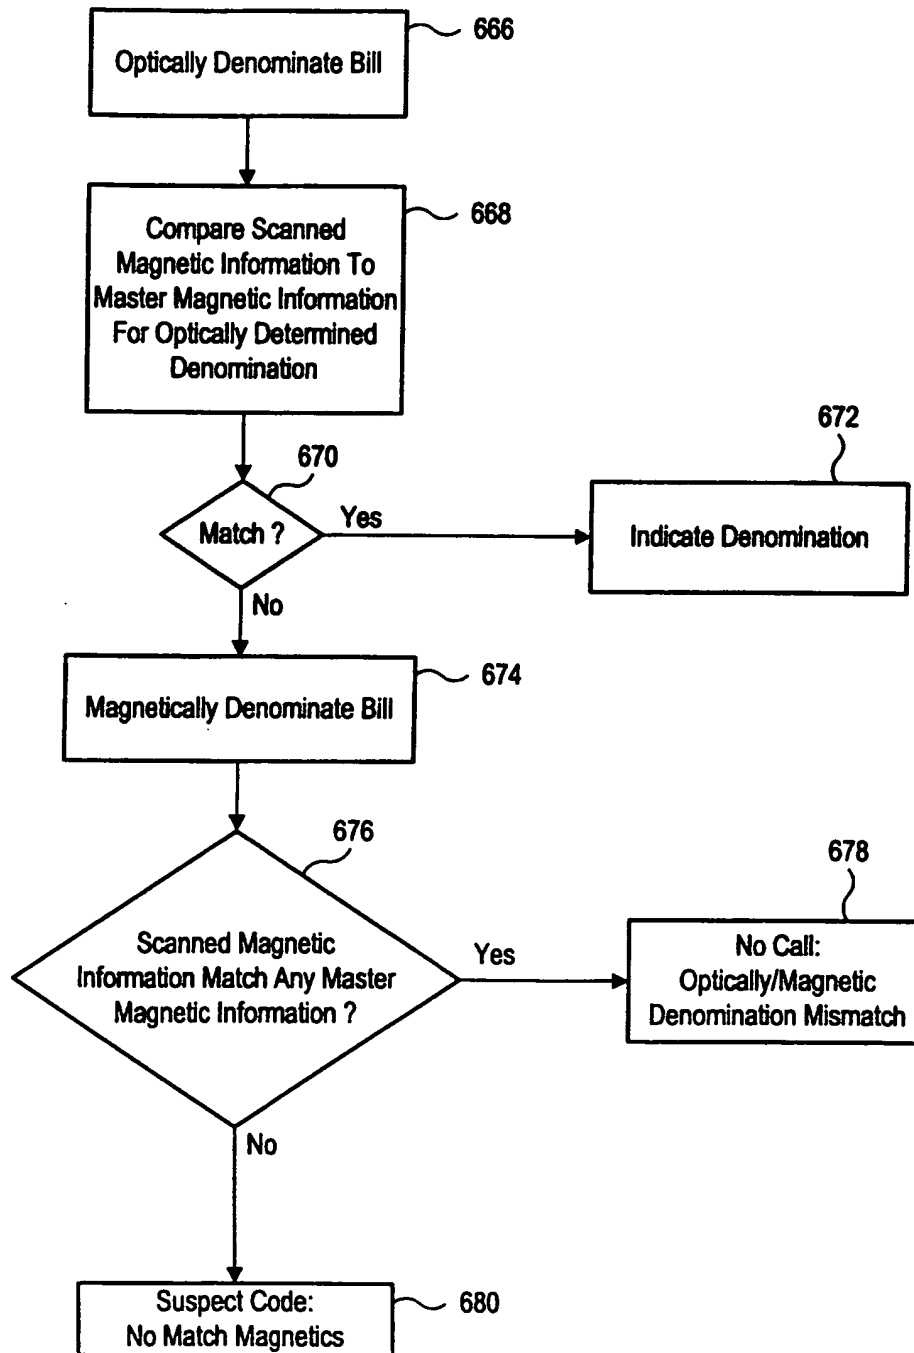 666
Optically Denominate Bill
668
Compare Scanned
Magnetic Information To
Master Magnetic Information
For Optically Determined
Denomination
670
Match ?
Yes
672
Indicate Denomination
No
674
Magnetically Denominate Bill
676
Scanned Magnetic
Information Match Any Master
Magnetic Information ?
Yes
678
No Call:
Optically/Magnetic
Denomination Mismatch
No
680
Suspect Code:
No Match Magnetics